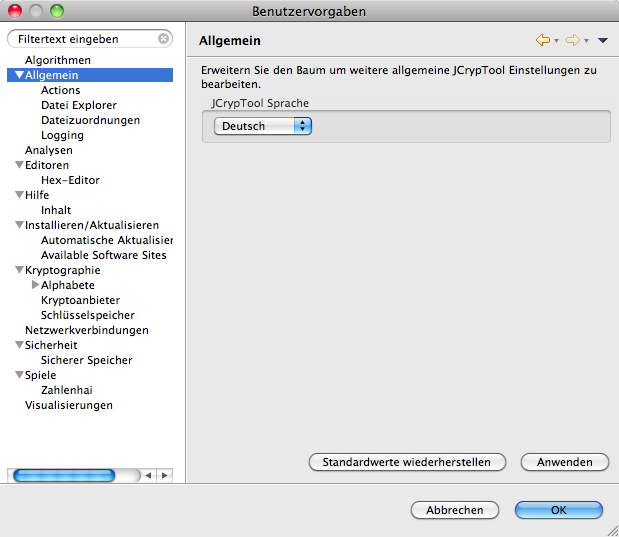 Benutzervorgaben
Filtertext eingeben
Algorithmen
Allgemein
Actions
Datei Explorer
Dateizuordnungen
Logging
Analysen
Editoren
Hex-Editor
Hilfe
Inhalt
Installieren/Aktualisieren
Automatische Aktualisier
Available Software Sites
Kryptographie
Alphabete
Kryptoanbieter
Schlüsselspeicher
Netzwerkverbindungen
Sicherheit
Sicherer Speicher
Spiele
Zahlenhai
Visualisierungen
Allgemein
Erweitern Sie den Baum um weitere allgemeine JCrypTool Einstellungen zu
bearbeiten.
JCrypTool Sprache
Deutsch
Standardwerte wiederherstellen
Anwenden
Abbrechen
OK